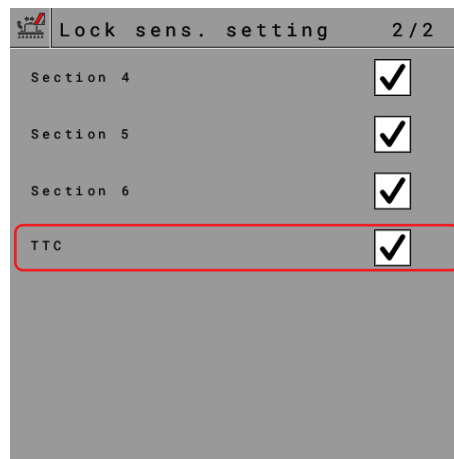 Lock sens. setting 2/2
Section 4
Section 5
Section 6
TTC